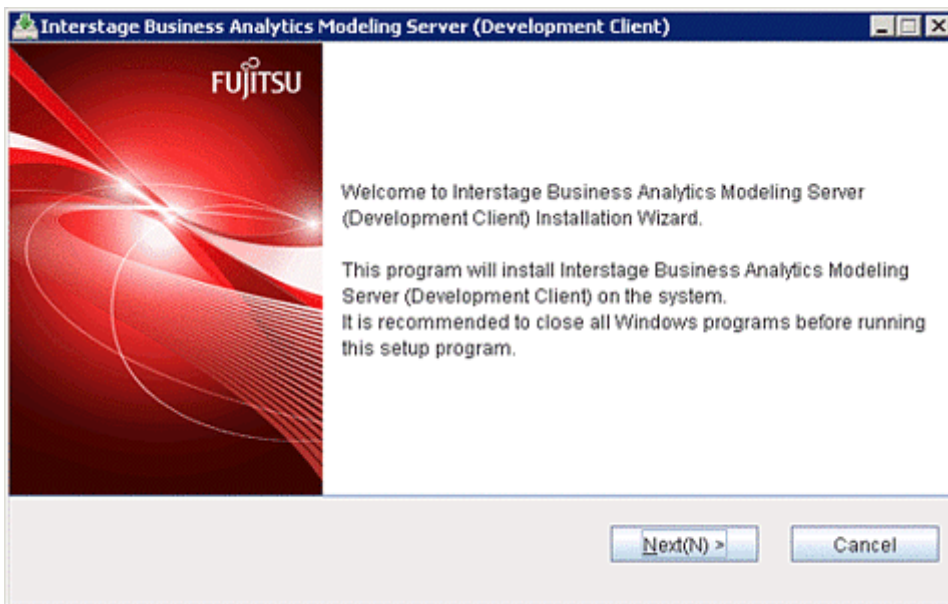 Interstage Business Analytics Modeling Server (Development Client)
FUJITSU
Welcome to Interstage Business Analytics Modeling Server
(Development Client) Installation Wizard.
This program will install Interstage Business Analytics Modeling
Server (Development Client) on the system.
It is recommended to close all Windows programs before running
this setup program.
Next(N) >
Cancel